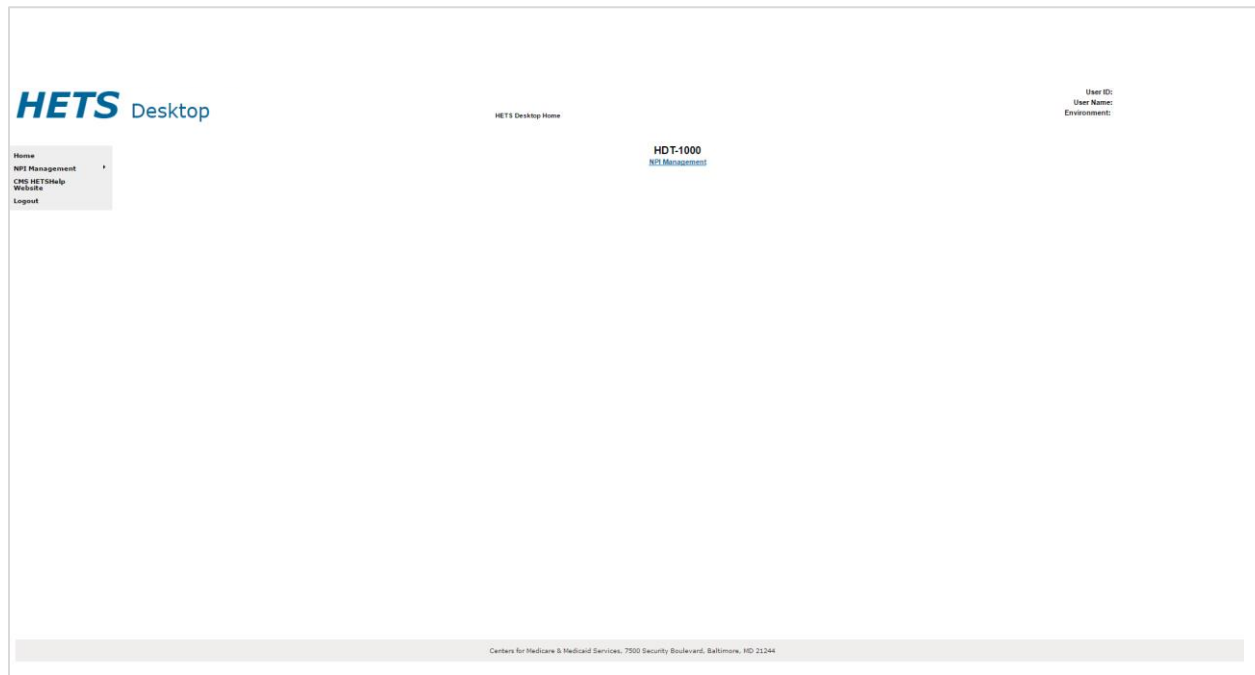 HETS Desktop
HETS Desktop Home
User ID:
User Name:
Environment:
Home
NPI Management
CMS HETSHelp
Website
Logout
HDT-1000
NPI Management
Centers for Medicare & Medicaid Services, 7500 Security Boulevard, Baltimore, MD 21244